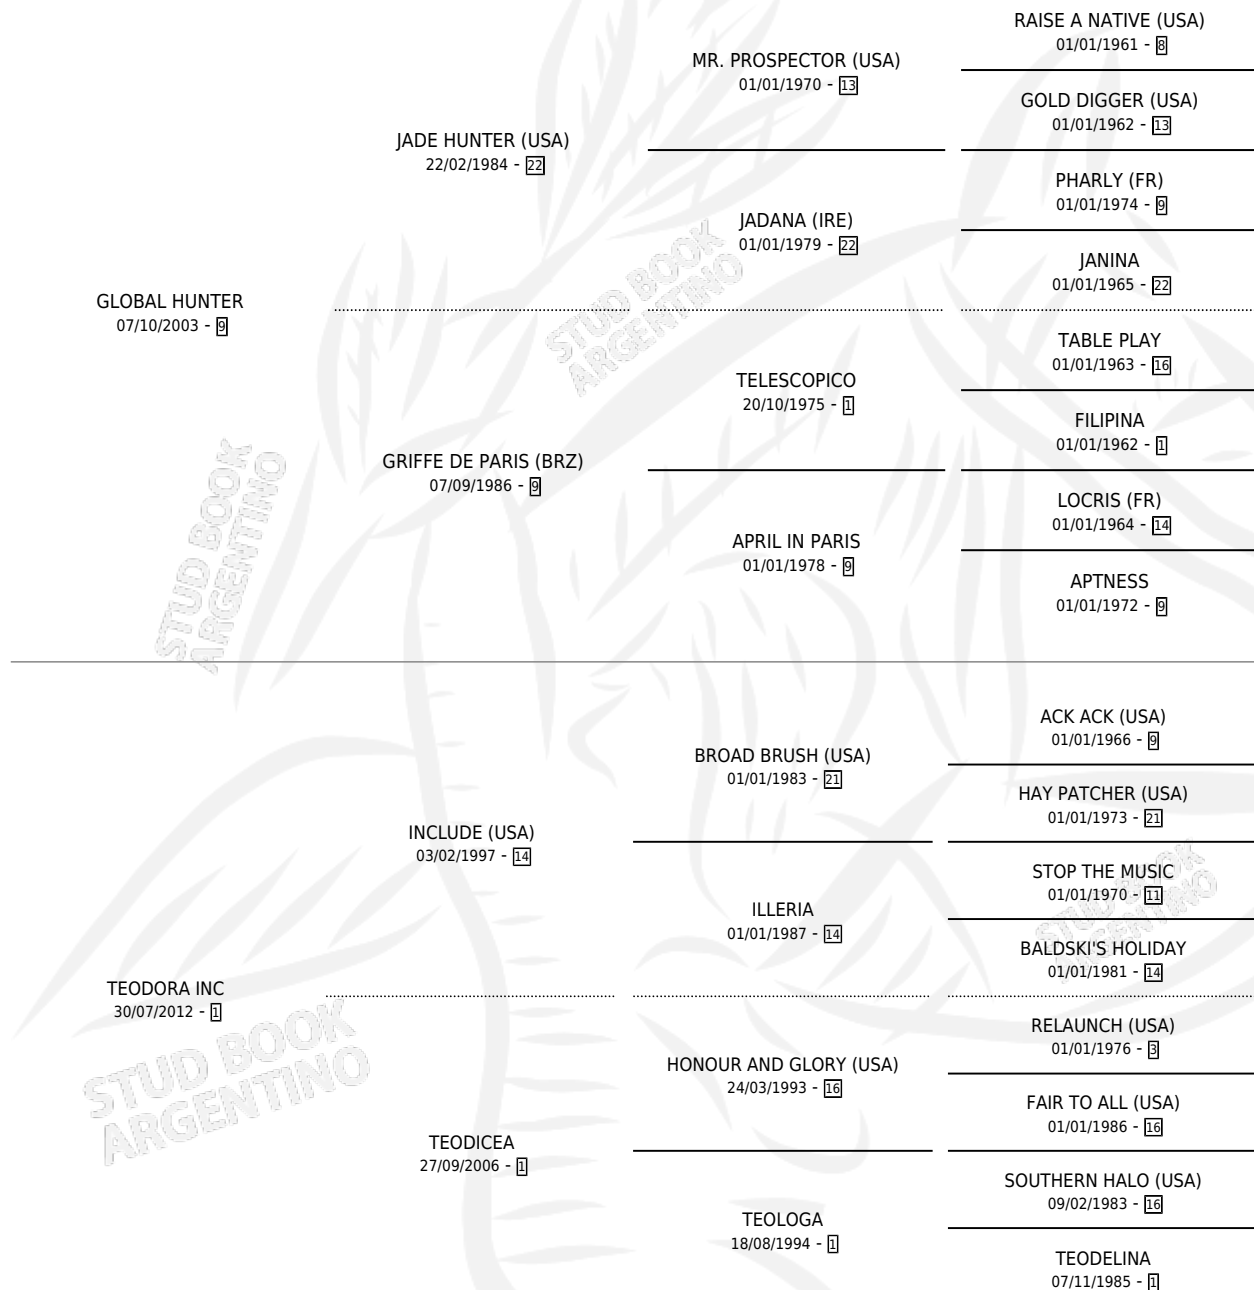 RAISE A NATIVE (USA)
01/01/1961 - 8
MR. PROSPECTOR (USA)
01/01/1970 - 13
GOLD DIGGER (USA)
01/01/1962 - 13
JADE HUNTER (USA)
22/02/1984 - 22
PHARLY (FR)
01/01/1974 - 9
JADANA (IRE)
01/01/1979 - 22
JANINA
01/01/1965 - 22
GLOBAL HUNTER
07/10/2003 - 9
TABLE PLAY
01/01/1963 - 16
TELESCOPICO
20/10/1975 - 1
FILIPINA
01/01/1962 - 1
GRIFFE DE PARIS (BRZ)
07/09/1986 - 9
LOCRIS (FR)
01/01/1964 - 14
APRIL IN PARIS
01/01/1978 - 9
APTNESS
01/01/1972 - 9
STUD BOOK
ARGENTINO
STUD BOOK
ARGENTINO
ACK ACK (USA)
01/01/1966 - 9
BROAD BRUSH (USA)
01/01/1983 - 21
HAY PATCHER (USA)
01/01/1973 - 21
INCLUDE (USA)
03/02/1997 - 14
STOP THE MUSIC
01/01/1970 - 11
ILLERIA
01/01/1987 - 14
BALDSKI'S HOLIDAY
01/01/1981 - 14
TEODORA INC
30/07/2012 - 1
RELAUNCH (USA)
01/01/1976 - 3
HONOUR AND GLORY (USA)
24/03/1993 - 16
FAIR TO ALL (USA)
01/01/1986 - 16
TEODICEA
27/09/2006 - 1
SOUTHERN HALO (USA)
09/02/1983 - 16
TEOLOGA
18/08/1994 - 1
TEODELINA
07/11/1985 - 1
STUD BOOK
ARGENTINO
STUD BOOK
ARGENTINO